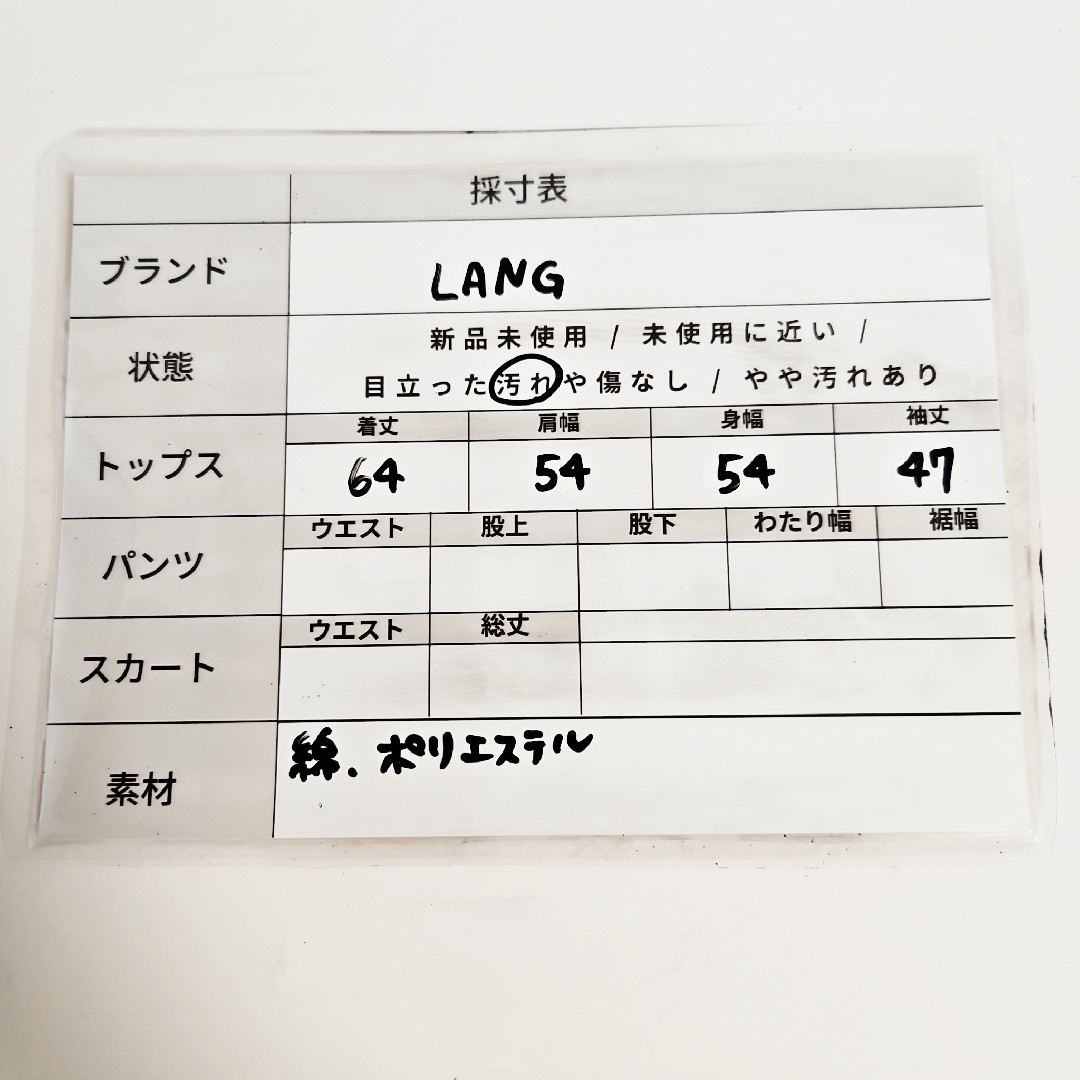 採寸表
ブランド LANG
状態 新品未使用 / 未使用に近い /
目立った汚れや傷なし / やや汚れあり
着丈 肩幅 身幅 袖丈
トップス 64 54 54 47
ウエスト 股上 股下 わたり幅 裾幅
パンツ
ウエスト 総丈
スカート
素材 綿.ポリエステル